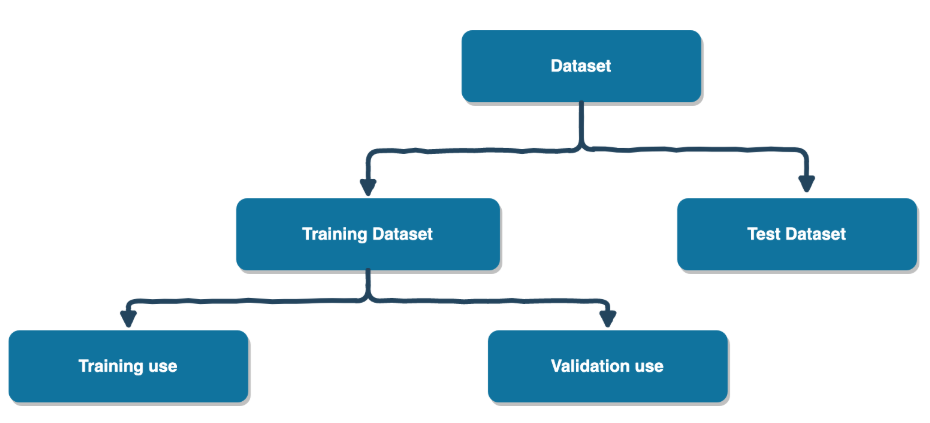 Dataset
Training Dataset
Test Dataset
Training use
Validation use